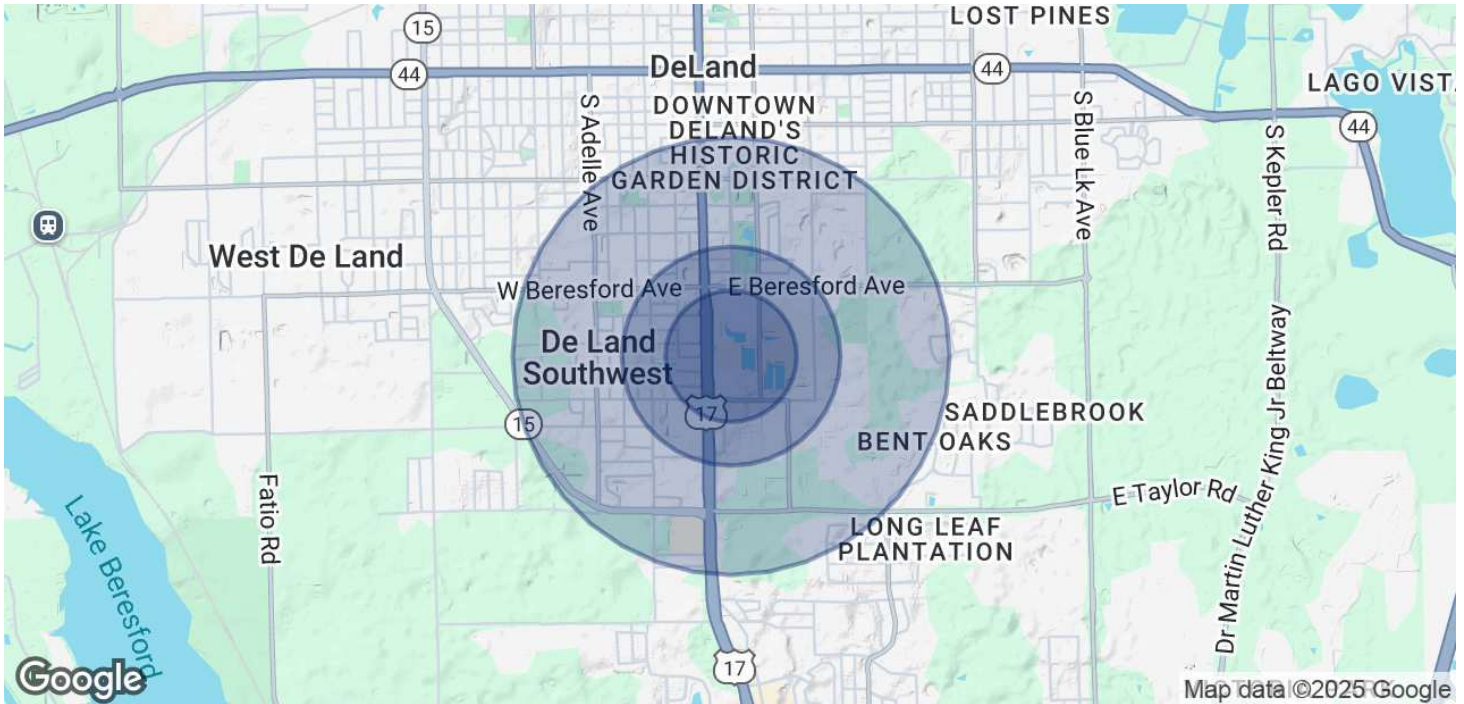 LOST PINES
15
44
DeLand
44
LAGO VISTA
DOWNTOWN
DELAND'S
HISTORIC
GARDEN DISTRICT
S Adelle Ave
S Blue Lk Ave
S Kepler Rd
44
West De Land
W Beresford Ave
E Beresford Ave
De Land
Southwest
17
15
SADDLEBROOK
BENT OAKS
Dr Martin Luther King Jr Beltway
Fatio Rd
E Taylor Rd
Lake Beresford
LONG LEAF
PLANTATION
17
Google
Map data ©2025 Google